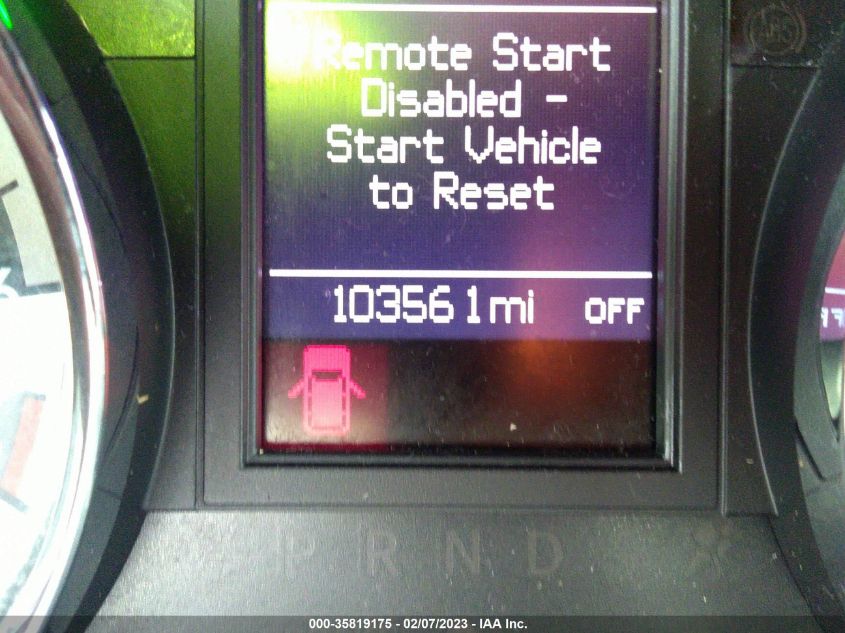 Remote Start
Disabled -
Start Vehicle
to Reset
103561mi OFF
P R N D
000-35819175 - 02/07/2023 - IAA Inc.